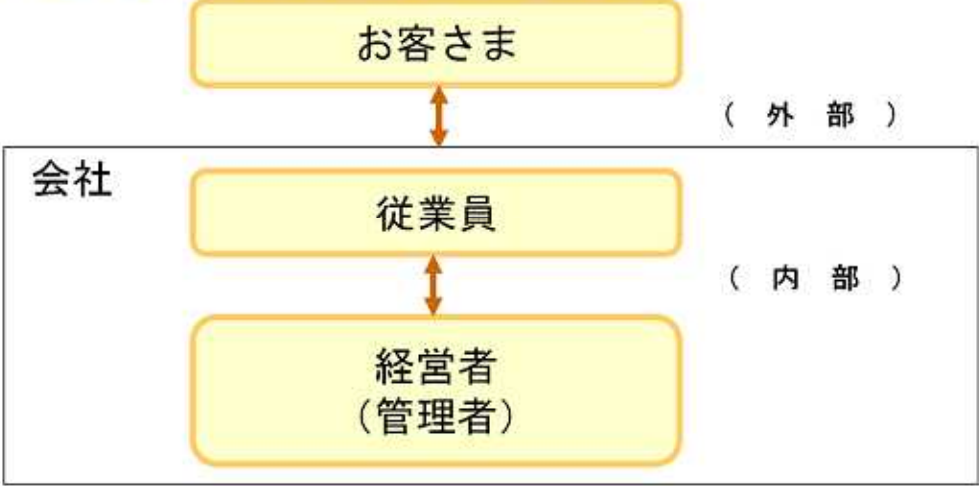 お客さま
（ 外 部 ）
会社
従業員
（ 内 部 ）
経営者
（管理者）